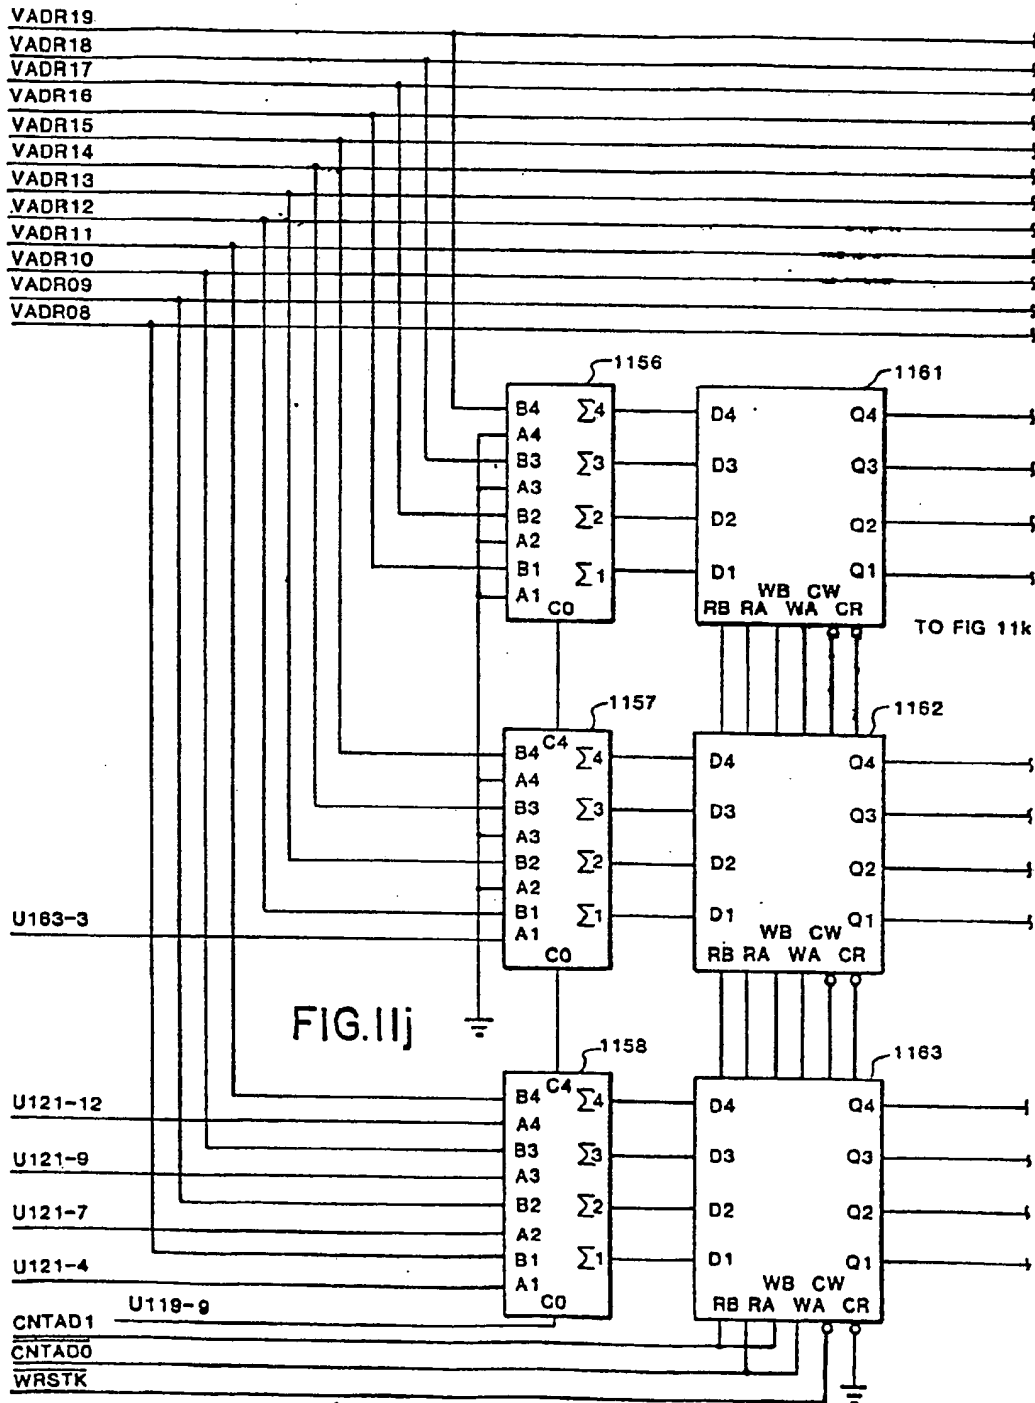 VADR19
VADR18
VADR17
VADR16
VADR15
VADR14
VADR13
VADR12
VADR11
VADR10
VADR09
VADR08
1156
1161
B4 Σ4 D4 Q4
A4
B3 Σ3 D3 Q3
A3
B2 Σ2 D2 Q2
A2
B1 Σ1 D1 Q1
A1 WB CW
C0 RB RA WA CR
TO FIG 11k
1157
1162
C4
B4 Σ4 D4 Q4
A4
B3 Σ3 D3 Q3
A3
B2 Σ2 D2 Q2
A2
B1 Σ1 D1 Q1
U163-3 A1 WB CW
C0 RB RA WA CR
FIG.11j
1158
1163
C4
B4 Σ4 D4 Q4
U121-12 A4
B3 Σ3 D3 Q3
U121-9 A3
B2 Σ2 D2 Q2
U121-7 A2
B1 Σ1 D1 Q1
U121-4 A1 WB CW
U119-9 C0 RB RA WA CR
CNTAD1
CNTAD0
WRSTK